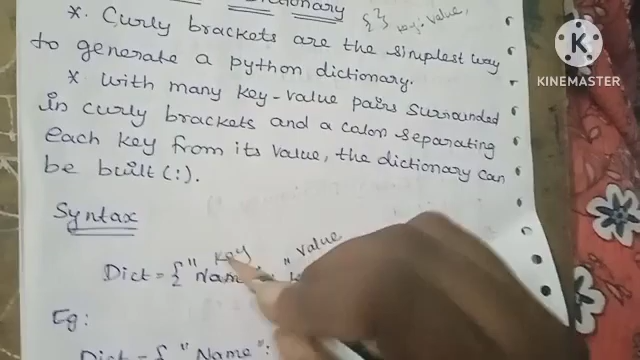 Dictionary { } key: value,
*. Curly brackets are the simplest way
to generate a python dictionary.
* With many key-value pairs surrounded
in curly brackets and a colon separating
each key from its value, the dictionary can
be built (:).
Syntax
key value
Dict = { "Nam
Eg:
Dict = { "Name":
K
KINEMASTER